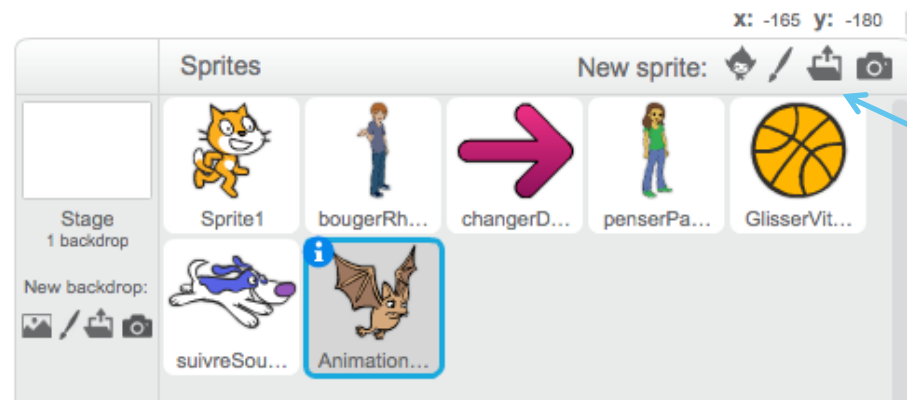 x: -165 y: -180
Sprites New sprite:
Stage
1 backdrop
New backdrop:
Sprite1 bougerRh... changerD... penserPa... GlisserVit...
suivreSou... Animation...